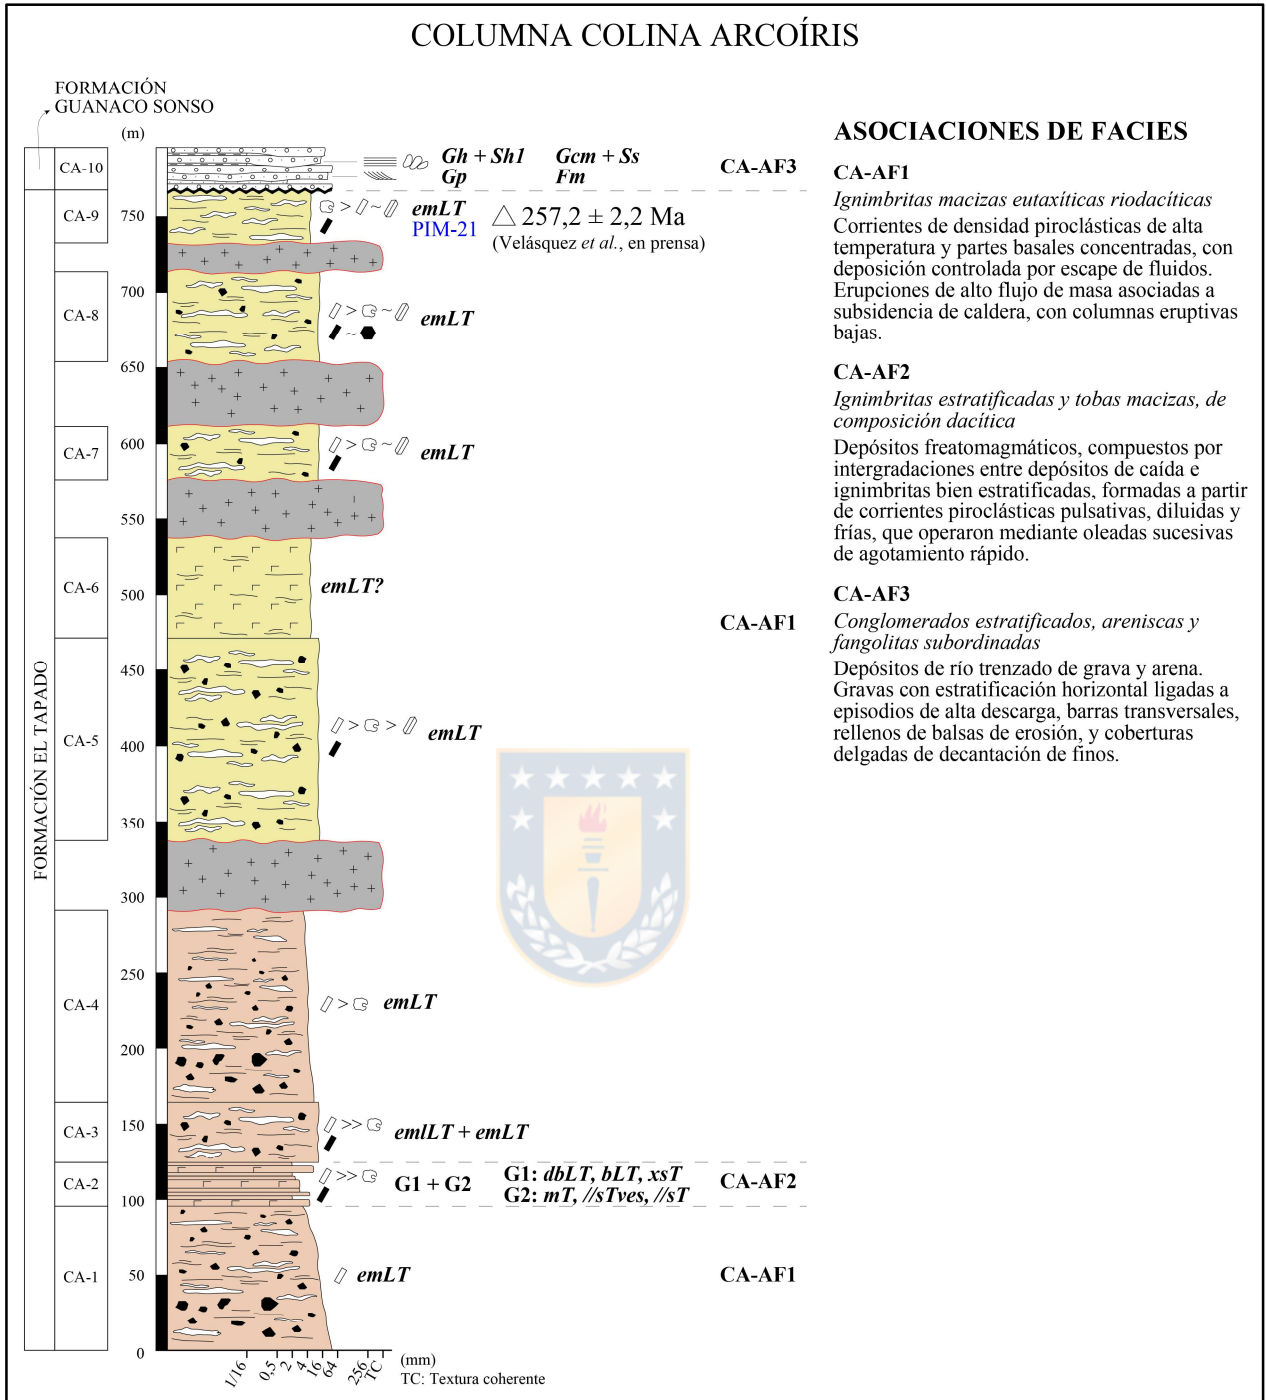 COLUMNA COLINA ARCOÍRIS
FORMACIÓN
GUANACO SONSO
(m)
CA-10
Gh + Sh1 Gcm + Ss
Gp Fm
CA-AF3
CA-9
750
> ~ emLT
PIM-21
257,2 ± 2,2 Ma
(Velásquez et al., en prensa)
700
CA-8
> ~ emLT
~
650
600
CA-7
> ~ emLT
550
CA-6
500
emLT?
CA-AF1
FORMACIÓN EL TAPADO
450
CA-5
> > emLT
400
350
300
250
CA-4
> emLT
200
150
CA-3
>> emlLT + emLT
CA-2
>> G1 + G2
G1: dbLT, bLT, xsT
G2: mT, //sTves, //sT
CA-AF2
100
50
CA-1
emLT
CA-AF1
0
1/16 0,5 2 4 16 64 256 TC
(mm)
TC: Textura coherente
ASOCIACIONES DE FACIES
CA-AF1
Ignimbritas macizas eutaxíticas riodacíticas
Corrientes de densidad piroclásticas de alta
temperatura y partes basales concentradas, con
deposición controlada por escape de fluidos.
Erupciones de alto flujo de masa asociadas a
subsidencia de caldera, con columnas eruptivas
bajas.
CA-AF2
Ignimbritas estratificadas y tobas macizas, de
composición dacítica
Depósitos freatomagmáticos, compuestos por
intergradaciones entre depósitos de caída e
ignimbritas bien estratificadas, formadas a partir
de corrientes piroclásticas pulsativas, diluidas y
frías, que operaron mediante oleadas sucesivas
de agotamiento rápido.
CA-AF3
Conglomerados estratificados, areniscas y
fangolitas subordinadas
Depósitos de río trenzado de grava y arena.
Gravas con estratificación horizontal ligadas a
episodios de alta descarga, barras transversales,
rellenos de balsas de erosión, y coberturas
delgadas de decantación de finos.